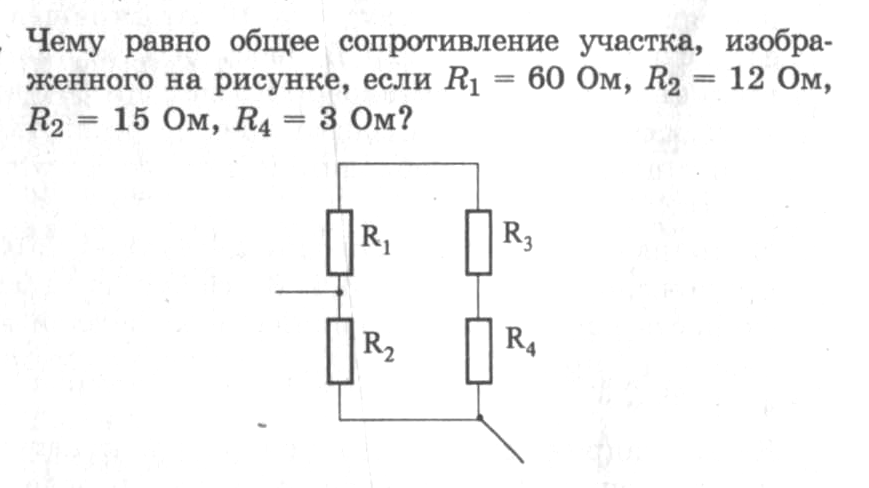 Чему равно общее сопротивление участка, изобра-
женного на рисунке, если R₁ = 60 Ом, R₂ = 12 Ом,
R₂ = 15 Ом, R₄ = 3 Ом?
R₁
R₃
R₂
R₄